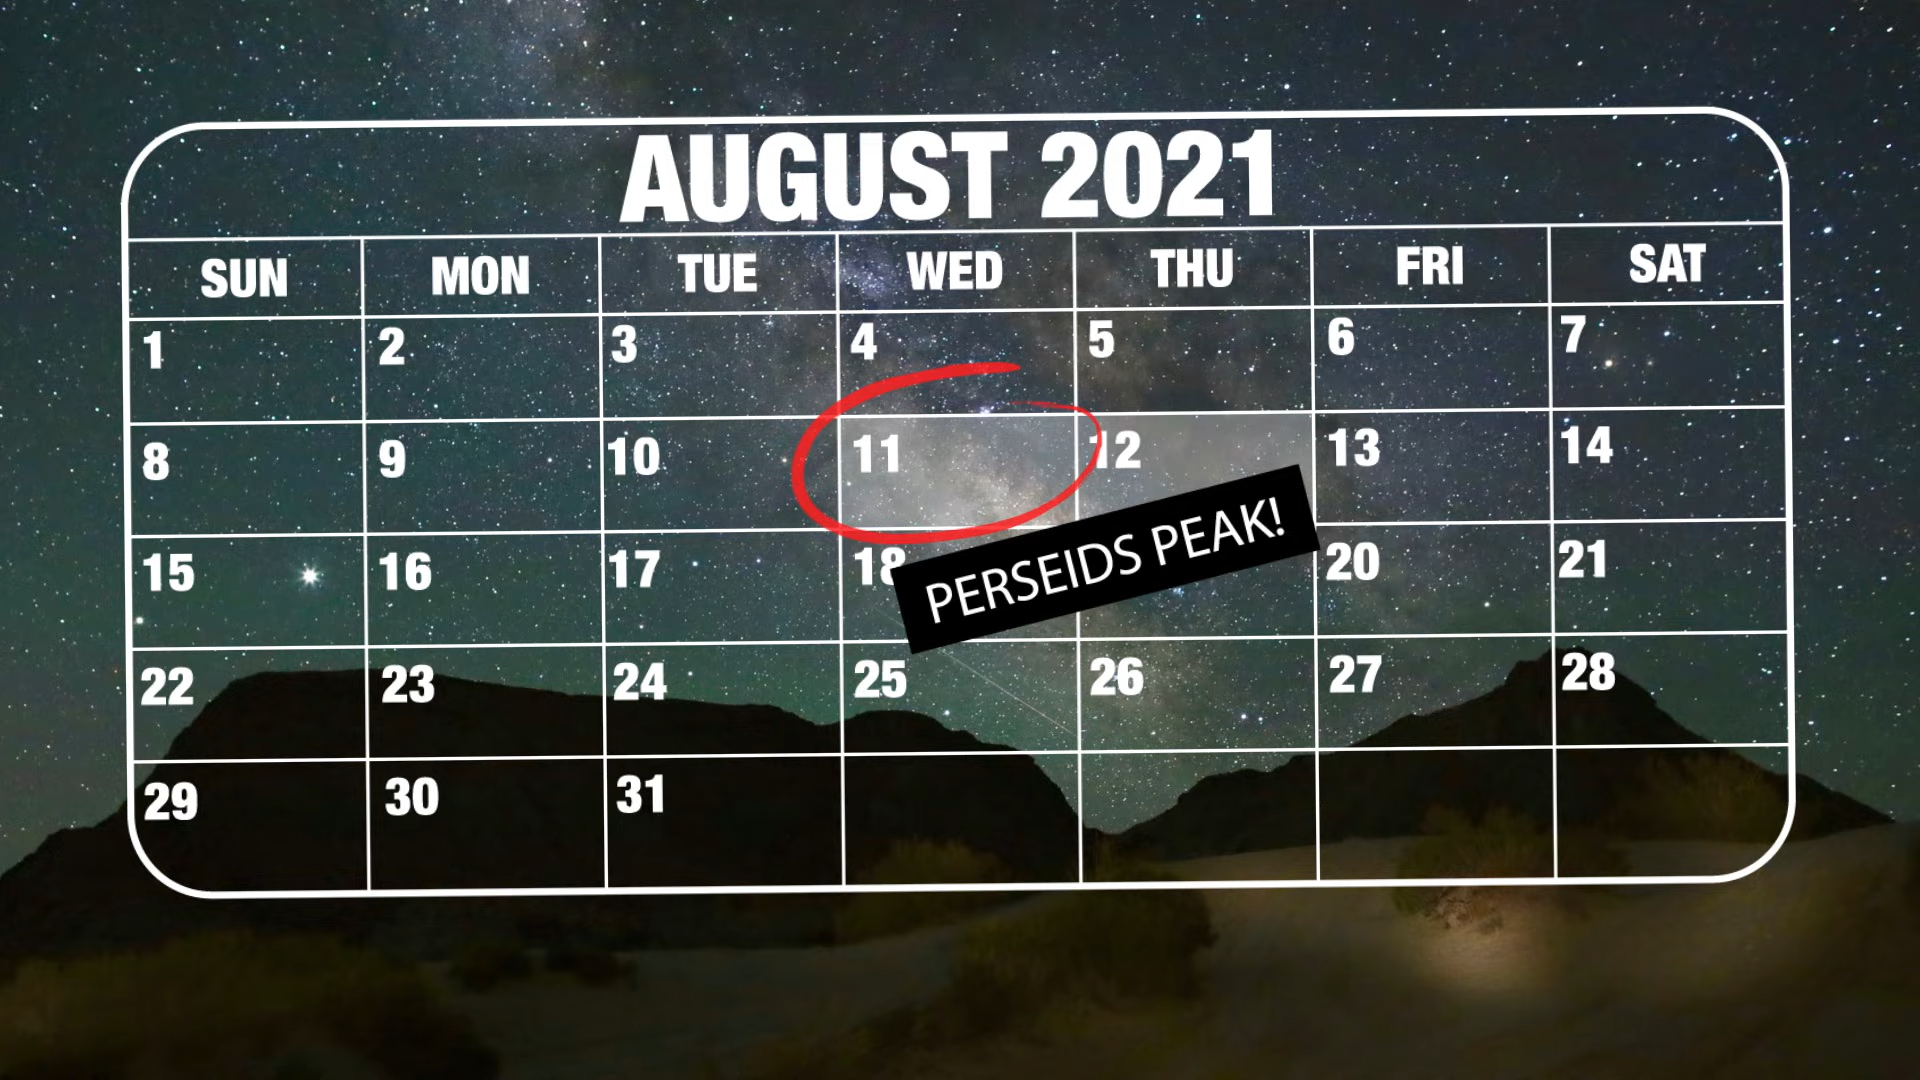 AUGUST 2021
SUN MON TUE WED THU FRI SAT
1 2 3 4 5 6 7
8 9 10 11 12 13 14
15 16 17 18 20 21
PERSEIDS PEAK!
22 23 24 25 26 27 28
29 30 31